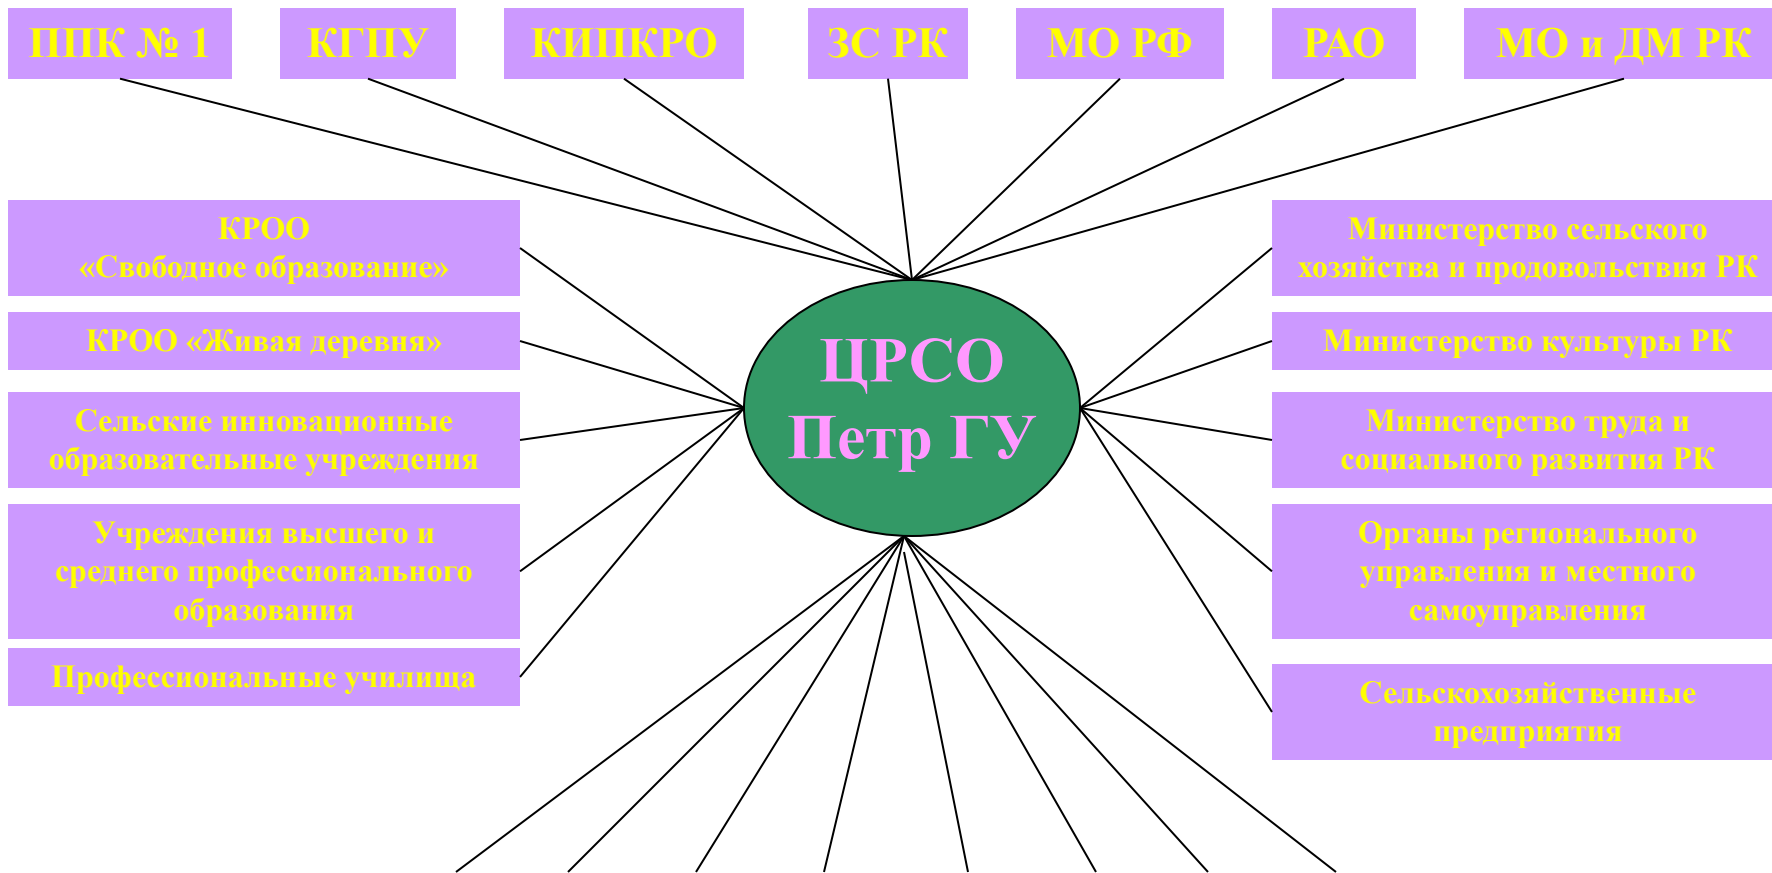 ППК № 1
КГПУ
КИПКРО
ЗС РК
МО РФ
РАО
МО и ДМ РК
КРОО
«Свободное образование»
КРОО «Живая деревня»
Сельские инновационные
образовательные учреждения
Учреждения высшего и
среднего профессионального
образования
Профессиональные училища
ЦРСО
Петр ГУ
Министерство сельского
хозяйства и продовольствия РК
Министерство культуры РК
Министерство труда и
социального развития РК
Органы регионального
управления и местного
самоуправления
Сельскохозяйственные
предприятия